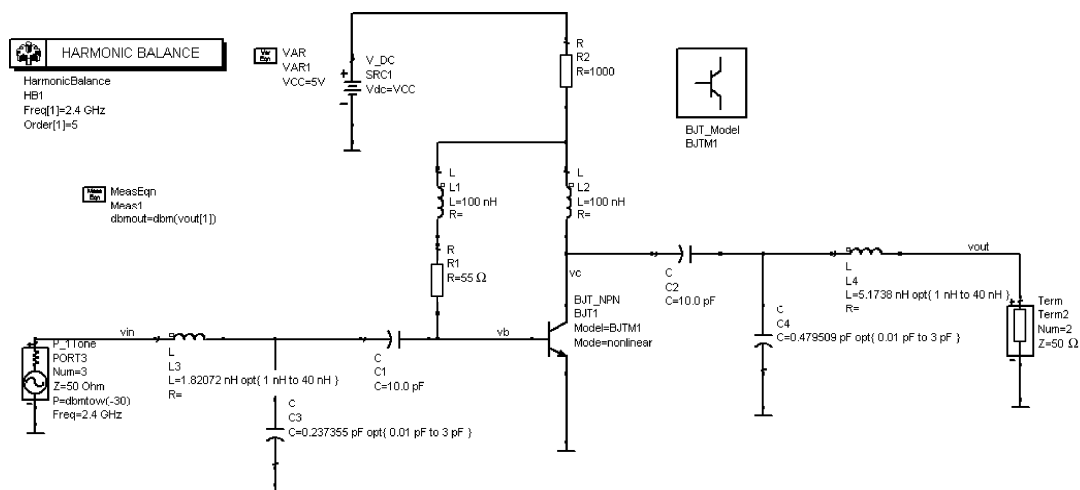 HARMONIC BALANCE
HarmonicBalance
HB1
Freq[1]=2.4 GHz
Order[1]=5
Var
Eqn
VAR
VAR1
VCC=5V
V_DC
SRC1
Vdc=VCC
R
R2
R=1000
BJT_Model
BJTM1
Meas
Eqn
MeasEqn
Meas1
dbmout=dbm(vout[1])
L
L1
L=100 nH
R=
L
L2
L=100 nH
R=
R
R1
R=55 Ω
vc
BJT_NPN
BJT1
Model=BJTM1
Mode=nonlinear
C
C2
C=10.0 pF
vout
L
L4
L=5.1738 nH opt{ 1 nH to 40 nH }
R=
C
C4
C=0.479509 pF opt{ 0.01 pF to 3 pF }
Term
Term2
Num=2
Z=50 Ω
vin
vb
P_1Tone
PORT3
Num=3
Z=50 Ohm
P=dbmtow(-30)
Freq=2.4 GHz
L
L3
L=1.82072 nH opt{ 1 nH to 40 nH }
R=
C
C1
C=10.0 pF
C
C3
C=0.237355 pF opt{ 0.01 pF to 3 pF }